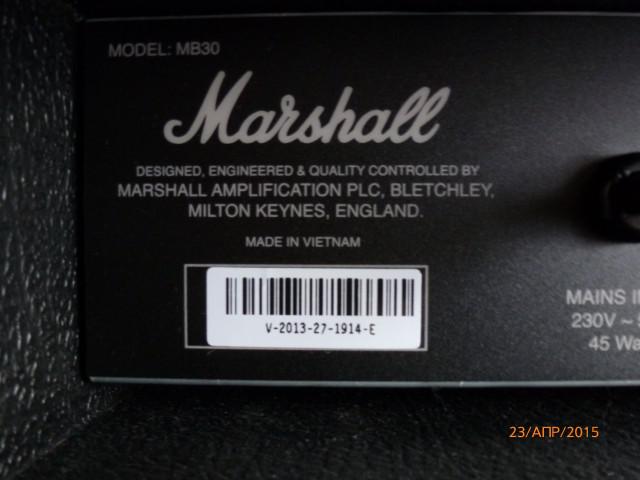 MODEL: MB30
Marshall
DESIGNED, ENGINEERED & QUALITY CONTROLLED BY
MARSHALL AMPLIFICATION PLC, BLETCHLEY,
MILTON KEYNES, ENGLAND.
MADE IN VIETNAM
V-2013-27-1914-E
MAINS
230V ~
45
23/АПР/2015